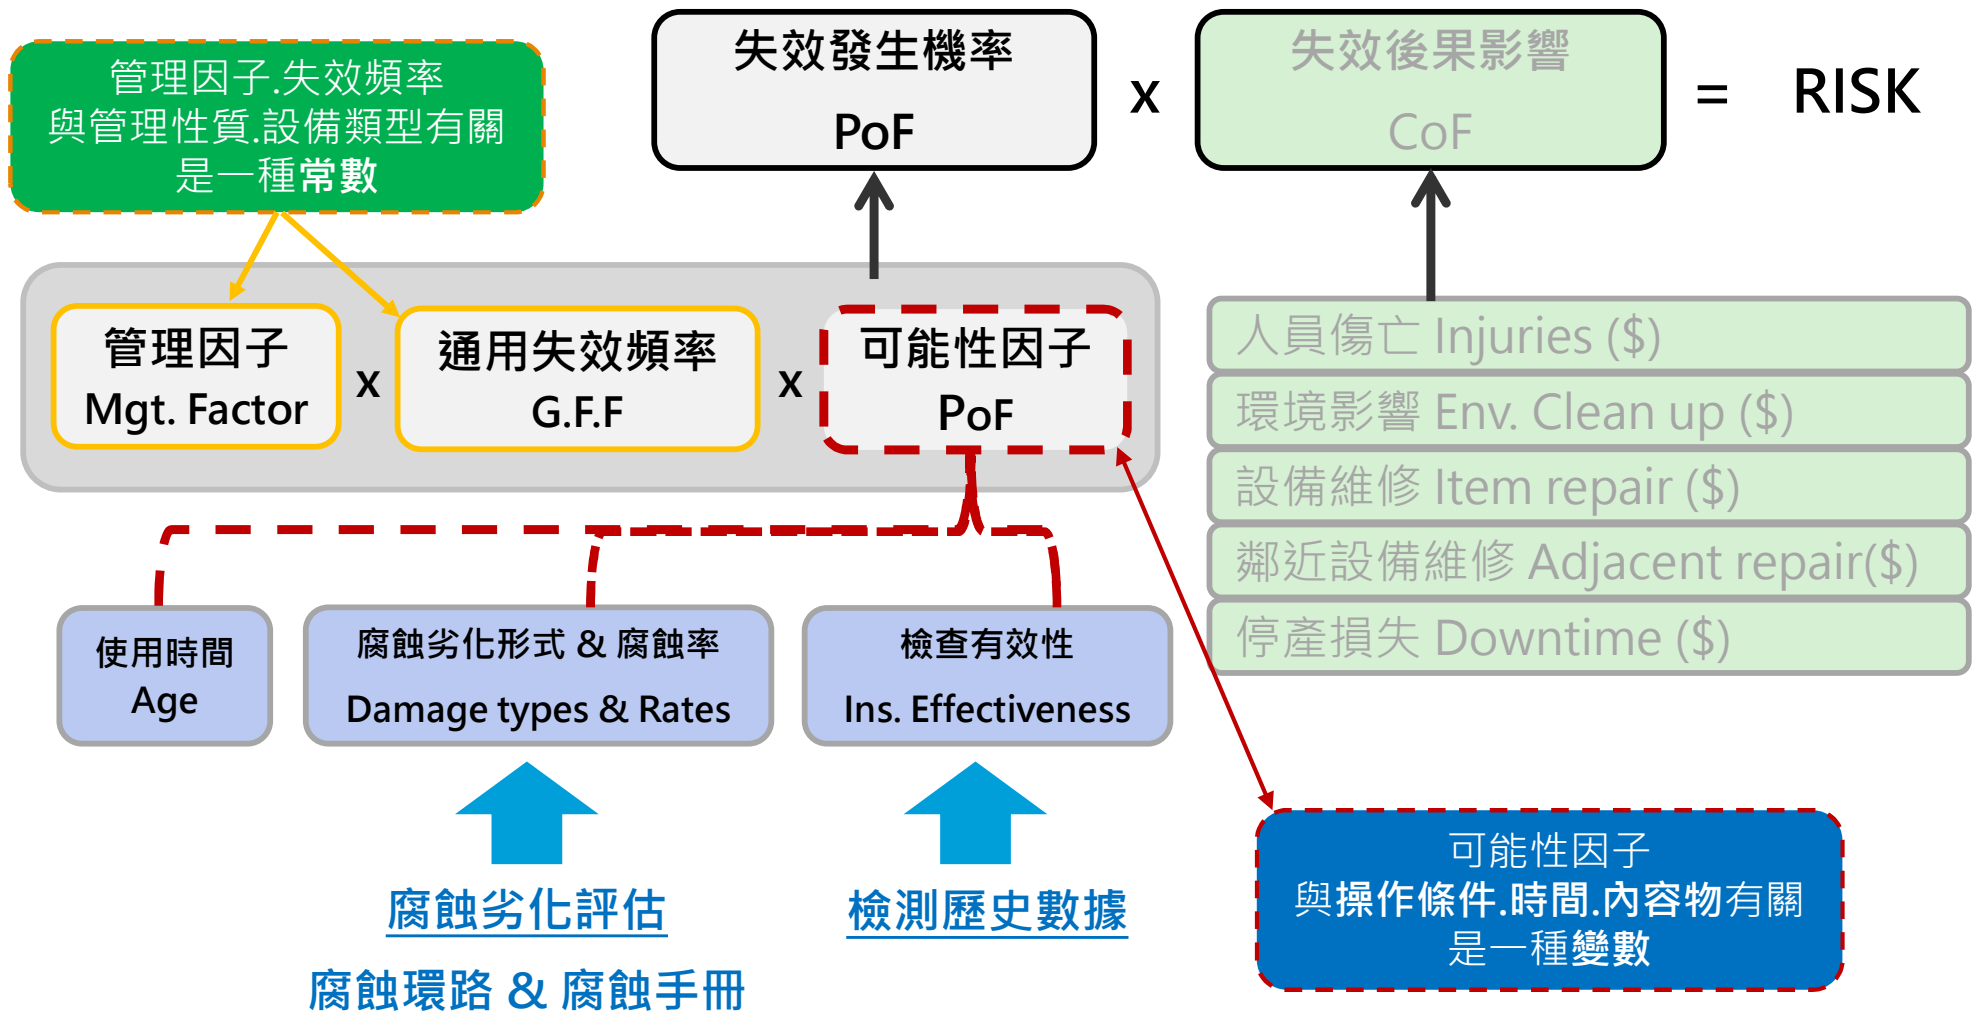 失效發生機率
PoF
x
失效後果影響
CoF
=
RISK
管理因子.失效頻率
與管理性質.設備類型有關
是一種常數
管理因子
Mgt. Factor
x
通用失效頻率
G.F.F
x
可能性因子
PoF
人員傷亡 Injuries ($)
環境影響 Env. Clean up ($)
設備維修 Item repair ($)
鄰近設備維修 Adjacent repair($)
停產損失 Downtime ($)
使用時間
Age
腐蝕劣化形式 & 腐蝕率
Damage types & Rates
檢查有效性
Ins. Effectiveness
腐蝕劣化評估
腐蝕環路 & 腐蝕手冊
檢測歷史數據
可能性因子
與操作條件.時間.內容物有關
是一種變數